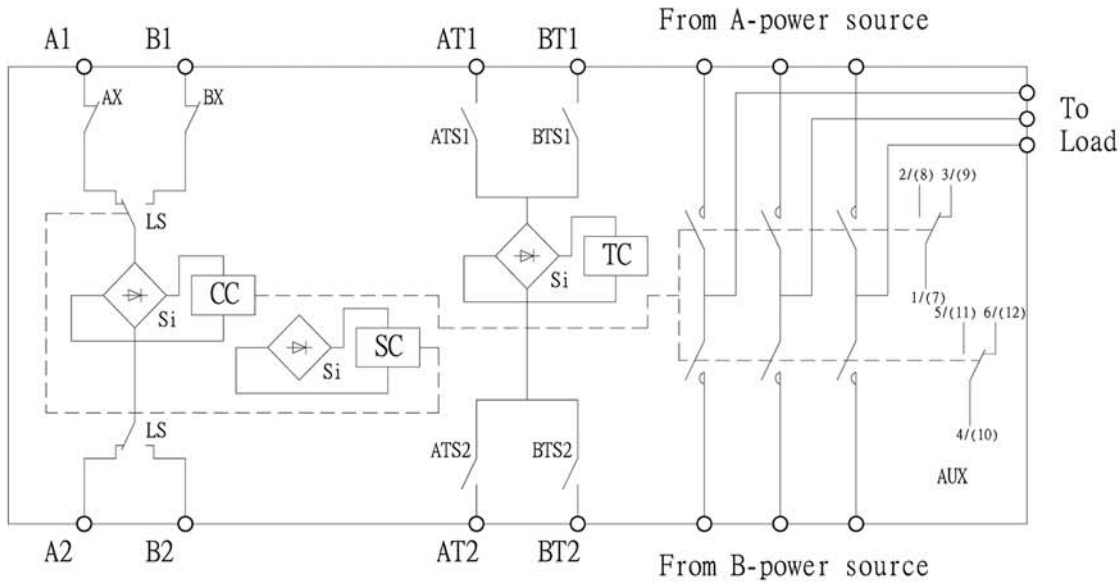 From A-power source
A1 B1 AT1 BT1
AX BX
To
Load
ATS1 BTS1
2/(8) 3/(9)
LS
CC Si TC Si
1/(7)
5/(11) 6/(12)
SC Si
LS
4/(10)
ATS2 BTS2
AUX
A2 B2 AT2 BT2
From B-power source